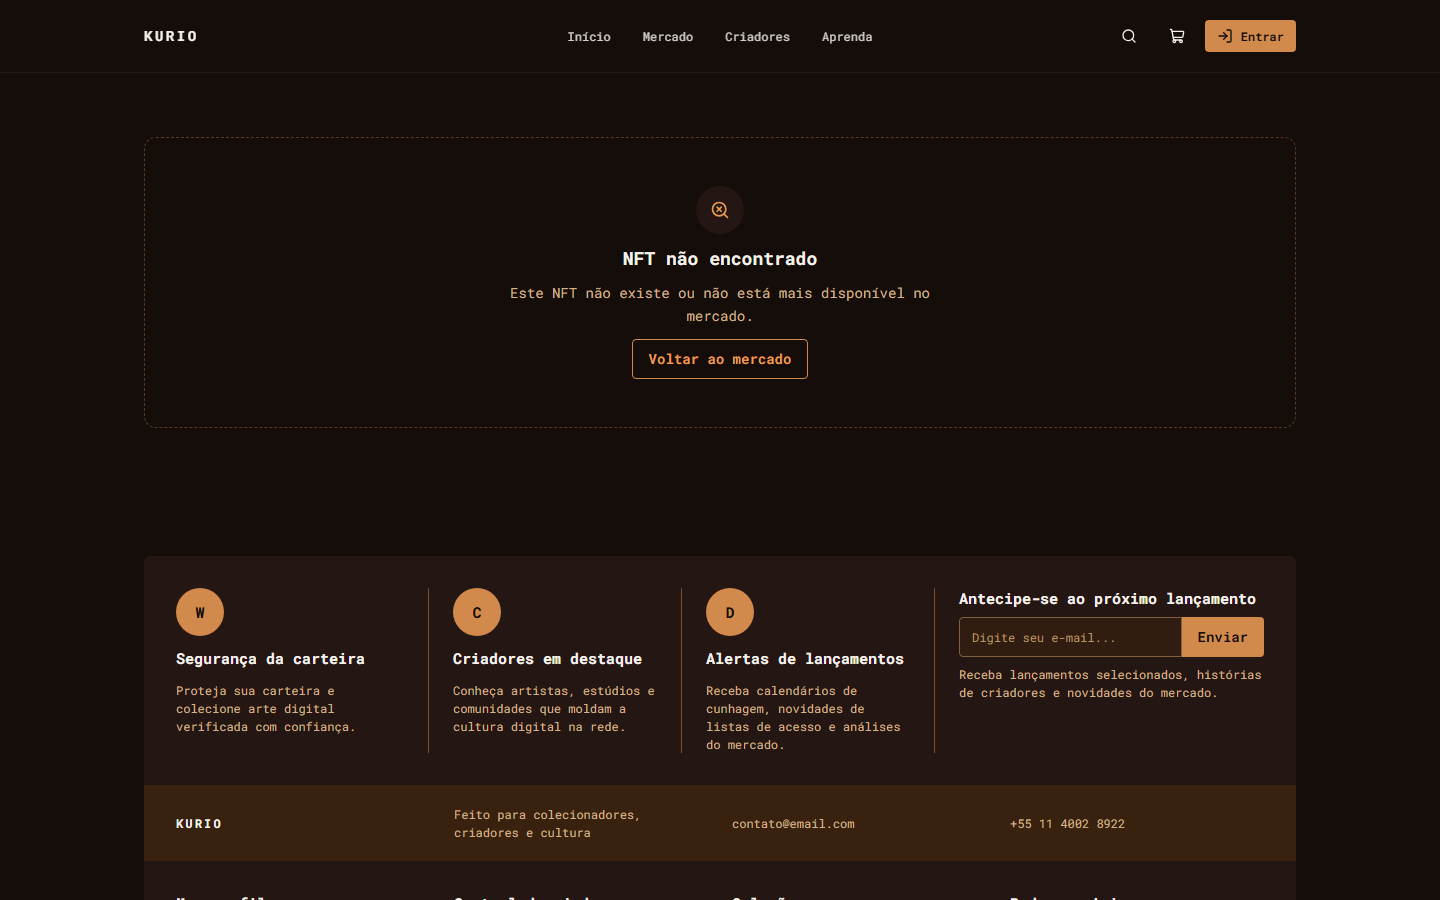 KURIO
Início
Mercado
Criadores
Aprenda
Entrar
NFT não encontrado
Este NFT não existe ou não está mais disponível no
mercado.
Voltar ao mercado
W
Segurança da carteira
Proteja sua carteira e
colecione arte digital
verificada com confiança.
C
Criadores em destaque
Conheça artistas, estúdios e
comunidades que moldam a
cultura digital na rede.
D
Alertas de lançamentos
Receba calendários de
cunhagem, novidades de
listas de acesso e análises
do mercado.
Antecipe-se ao próximo lançamento
Digite seu e-mail...
Enviar
Receba lançamentos selecionados, histórias
de criadores e novidades do mercado.
KURIO
Feito para colecionadores,
criadores e cultura
contato@email.com
+55 11 4002 8922